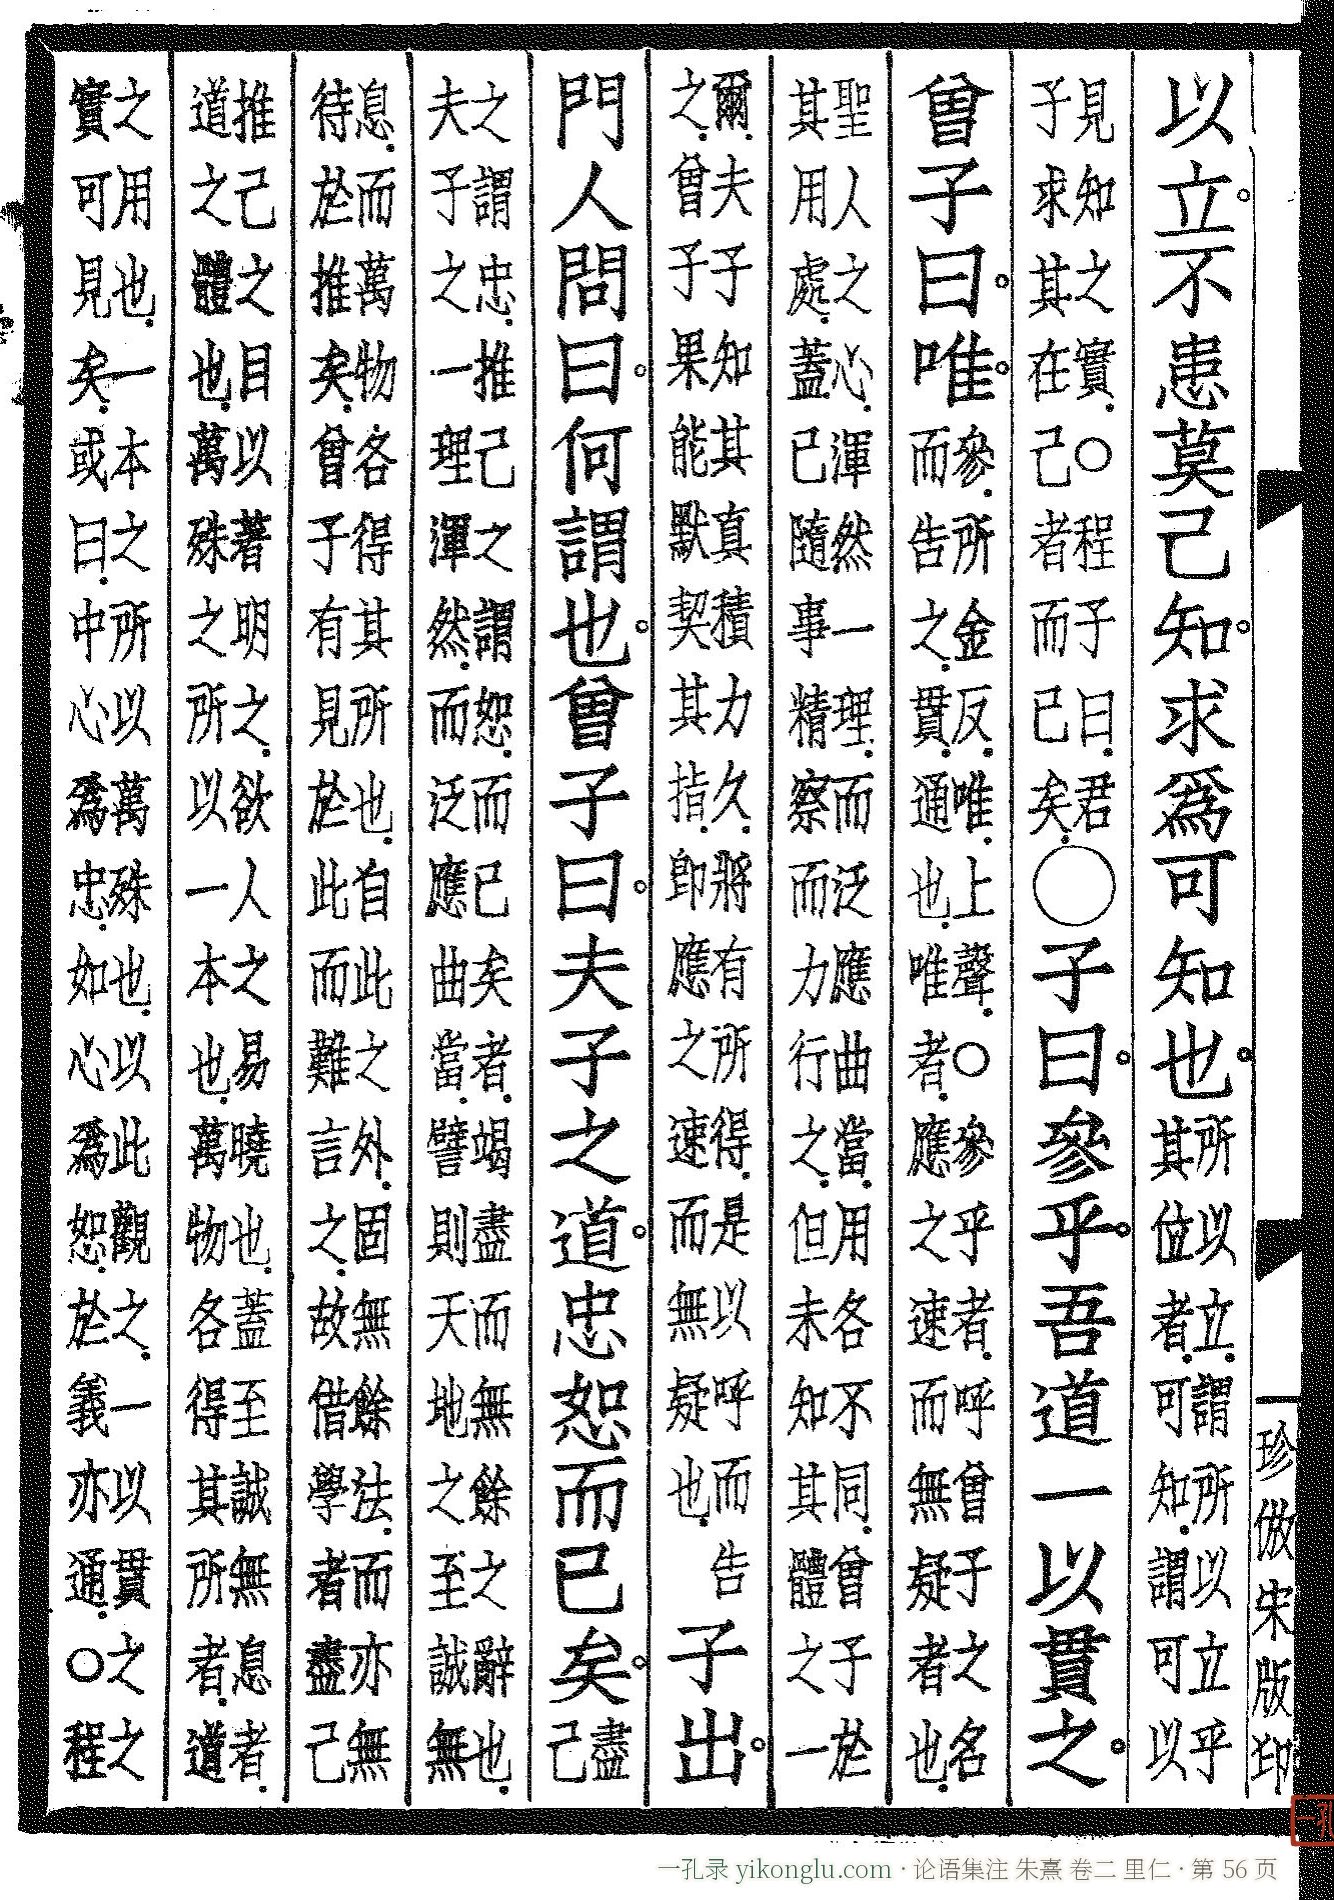 珍倣宋版印
以立。不患莫己知。求爲可知也。所以立。謂所以立乎
其位者。可知。謂可以
見知之實。○程子曰。君
子求其在己者而已矣。○子曰。參乎。吾道一以貫之。
曾子曰。唯。參。所金反。唯。上聲。○參乎者。呼曾子之名
而告之。貫。通也。唯者。應之速而無疑者也。
聖人之心。渾然一理。而泛應曲當。用各不同。曾子於
其用處。蓋已隨事精察而力行之。但未知其體之一
爾。夫子知其真積力久。將有所得。是以呼而告
之。曾子果能默契其指。即應之速而無疑也。子出。
門人問曰。何謂也。曾子曰。夫子之道。忠恕而已矣。盡
己
之謂忠。推己之謂恕。而已矣者。竭盡而無餘之辭也。
夫子之一理渾然。而泛應曲當。譬則天地之至誠無
息。而萬物各得其所也。自此之外。固無餘法。而亦無
待於推矣。曾子有見於此而難言之。故借學者盡己
推己之目以著明之。欲人之易曉也。蓋至誠無息者。
道之體也。萬殊之所以一本也。萬物各得其所者。道
之用也。一本之所以萬殊也。以此觀之。一以貫之之
實可見矣。或曰。中心爲忠。如心爲恕。於義亦通。○程
一孔录 yikonglu.com · 论语集注 朱熹 卷二 里仁 · 第 56 页